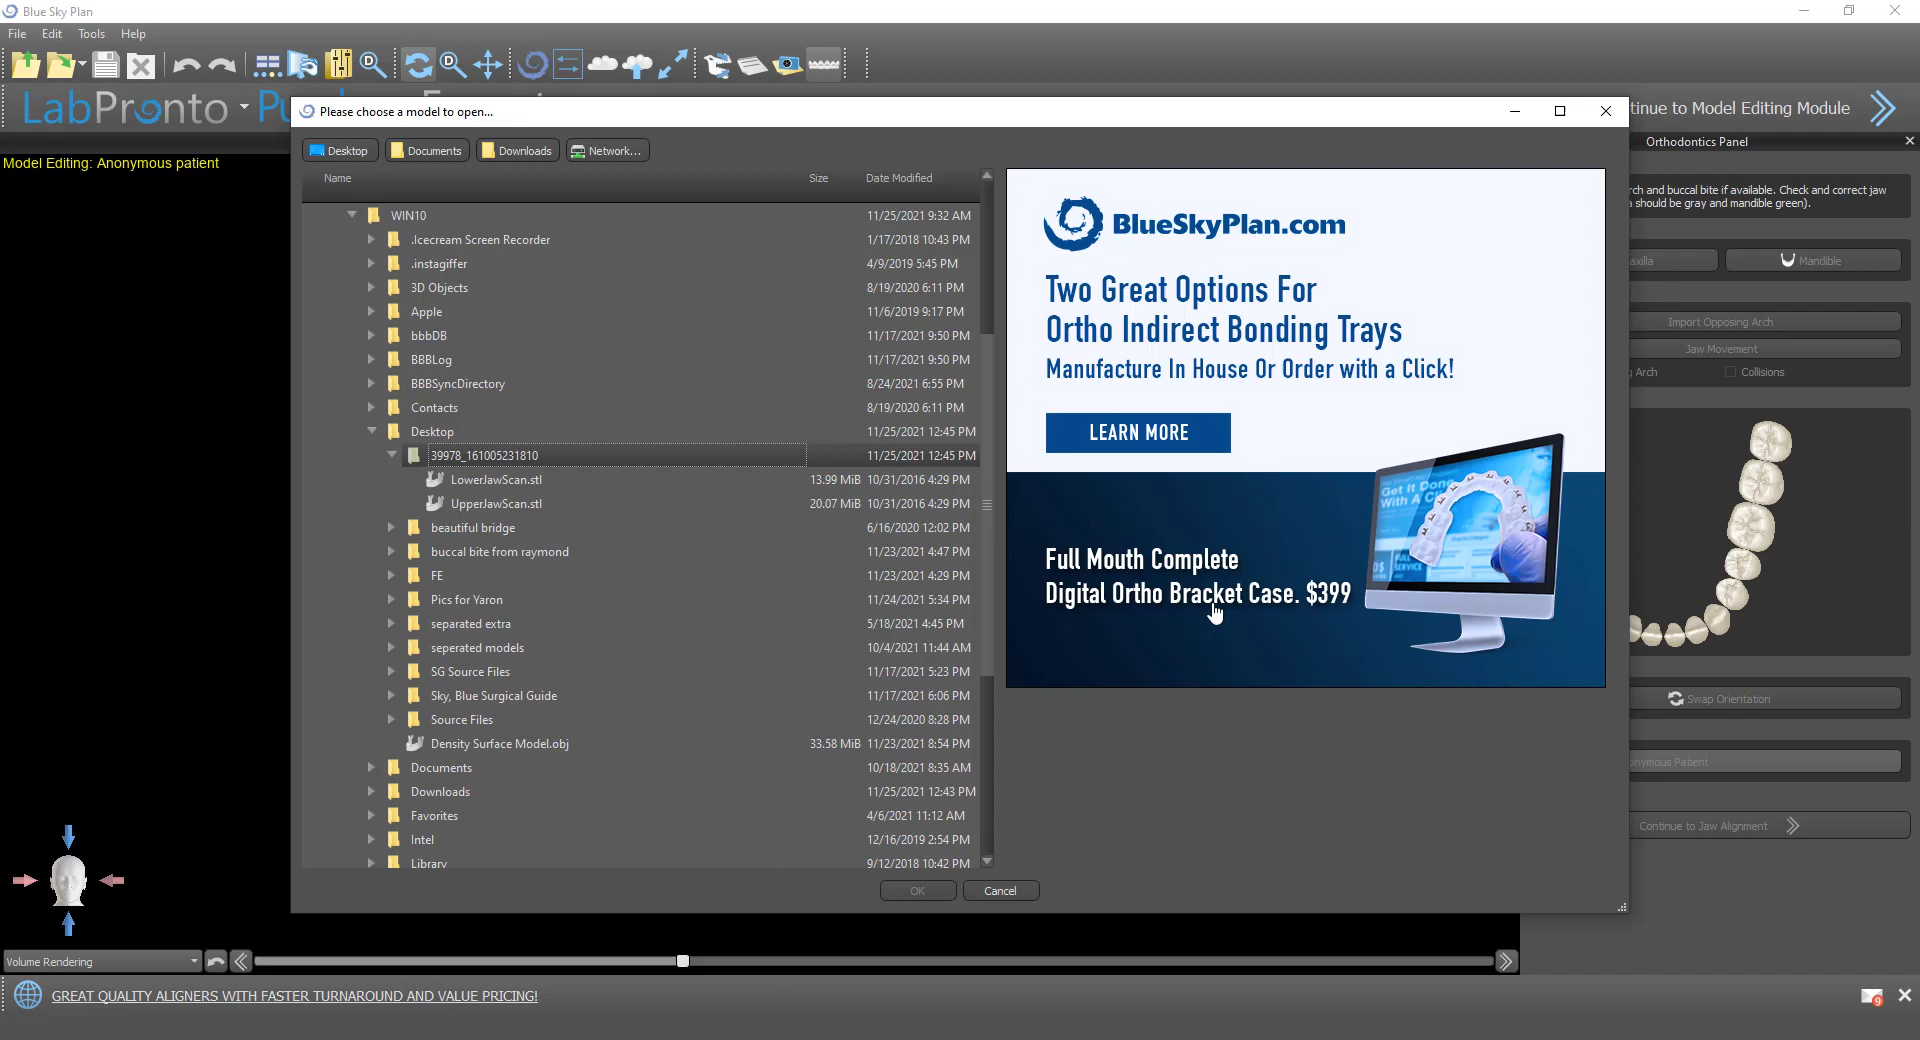 Blue Sky Plan
File Edit Tools Help
LabPronto
tinue to Model Editing Module
Model Editing: Anonymous patient
Please choose a model to open...
Desktop Documents Downloads Network...
Name Size Date Modified
WIN10 11/25/2021 9:32 AM
.Icecream Screen Recorder 1/17/2018 10:43 PM
.instagiffer 4/9/2019 5:45 PM
3D Objects 8/19/2020 6:11 PM
Apple 11/6/2019 9:17 PM
bbbDB 11/17/2021 9:50 PM
BBBLog 11/17/2021 9:50 PM
BBBSyncDirectory 8/24/2021 6:55 PM
Contacts 8/19/2020 6:11 PM
Desktop 11/25/2021 12:45 PM
39978_161005231810 11/25/2021 12:45 PM
LowerJawScan.stl 13.99 MiB 10/31/2016 4:29 PM
UpperJawScan.stl 20.07 MiB 10/31/2016 4:29 PM
beautiful bridge 6/16/2020 12:02 PM
buccal bite from raymond 11/23/2021 4:47 PM
FE 11/23/2021 4:29 PM
Pics for Yaron 11/24/2021 5:34 PM
separated extra 5/18/2021 4:45 PM
seperated models 10/4/2021 11:44 AM
SG Source Files 11/17/2021 5:23 PM
Sky, Blue Surgical Guide 11/17/2021 6:06 PM
Source Files 12/24/2020 8:28 PM
Density Surface Model.obj 33.58 MiB 11/23/2021 8:54 PM
Documents 10/18/2021 8:35 AM
Downloads 11/25/2021 12:43 PM
Favorites 4/6/2021 11:12 AM
Intel 12/16/2019 2:54 PM
Library 9/12/2018 10:42 PM
OK Cancel
BlueSkyPlan.com
Two Great Options For
Ortho Indirect Bonding Trays
Manufacture In House Or Order with a Click!
LEARN MORE
Get It Done
With A Cl
Full Mouth Complete
Digital Ortho Bracket Case. $399
Orthodontics Panel
rch and buccal bite if available. Check and correct jaw
a should be gray and mandible green).
axilla Mandible
Import Opposing Arch
Jaw Movement
g Arch Collisions
Swap Orientation
onymous Patient
Continue to Jaw Alignment
Volume Rendering
GREAT QUALITY ALIGNERS WITH FASTER TURNAROUND AND VALUE PRICING!
9